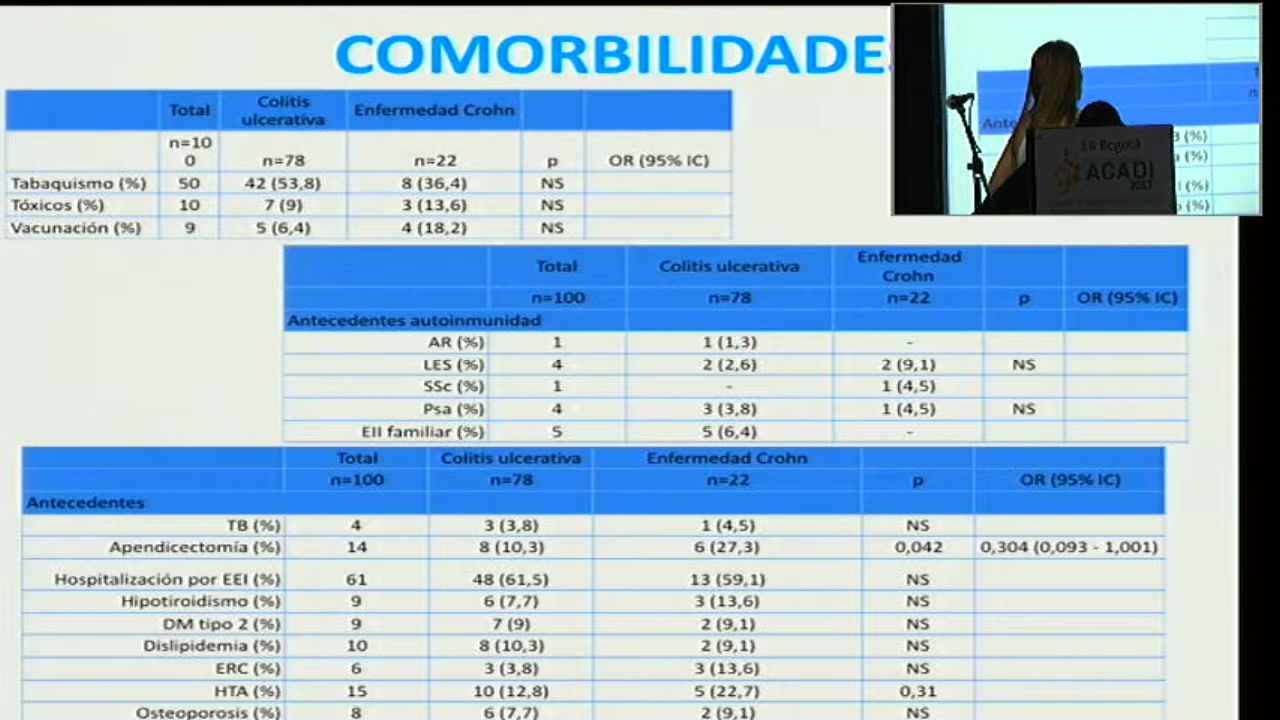 COMORBILIDADES
Total Colitis ulcerativa Enfermedad Crohn
n=100 n=78 n=22 p OR (95% IC)
Tabaquismo (%) 50 42 (53,8) 8 (36,4) NS
Tóxicos (%) 10 7 (9) 3 (13,6) NS
Vacunación (%) 9 5 (6,4) 4 (18,2) NS
Total Colitis ulcerativa Enfermedad Crohn
n=100 n=78 n=22 p OR (95% IC)
Antecedentes autoinmunidad
AR (%) 1 1 (1,3) -
LES (%) 4 2 (2,6) 2 (9,1) NS
SSc (%) 1 - 1 (4,5)
Psa (%) 4 3 (3,8) 1 (4,5) NS
EII familiar (%) 5 5 (6,4) -
Total Colitis ulcerativa Enfermedad Crohn
n=100 n=78 n=22 p OR (95% IC)
Antecedentes
TB (%) 4 3 (3,8) 1 (4,5) NS
Apendicectomía (%) 14 8 (10,3) 6 (27,3) 0,042 0,304 (0,093 - 1,001)
Hospitalización por EEI (%) 61 48 (61,5) 13 (59,1) NS
Hipotiroidismo (%) 9 6 (7,7) 3 (13,6) NS
DM tipo 2 (%) 9 7 (9) 2 (9,1) NS
Dislipidemia (%) 10 8 (10,3) 2 (9,1) NS
ERC (%) 6 3 (3,8) 3 (13,6) NS
HTA (%) 15 10 (12,8) 5 (22,7) 0,31
Osteoporosis (%) 8 6 (7,7) 2 (9,1) NS
Bogotá
ACADI
2017